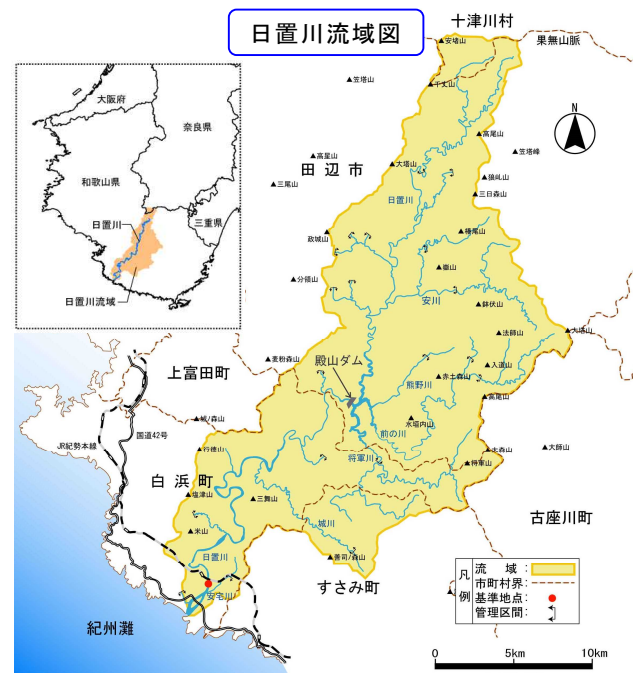 日置川流域図
十津川村
果無山脈
安堵山
笠塔山
千丈山
大阪府
奈良県
和歌山県
三重県
日置川
日置川流域
N
高尾山
笠塔峰
高星山
大塔山
田辺市
三尾山
三日森山
日置川
政城山
楠尾山
分領山
安川
鉢伏山
法師山
大塔山
麦粉森山
殿山ダム
入道山
上富田町
熊野川
赤土森山
高尾山
城ノ森山
水垣内山
国道42号
前の川
JR紀勢本線
行徳山
将軍川
大師山
将軍山
白浜町
塩津山
三舞山
古座川町
米山
城川
日置川
善司ノ森山
すさみ町
安宅川
紀州灘
凡例
流域:
市町村界:
基準地点:
管理区間:
0 5km 10km